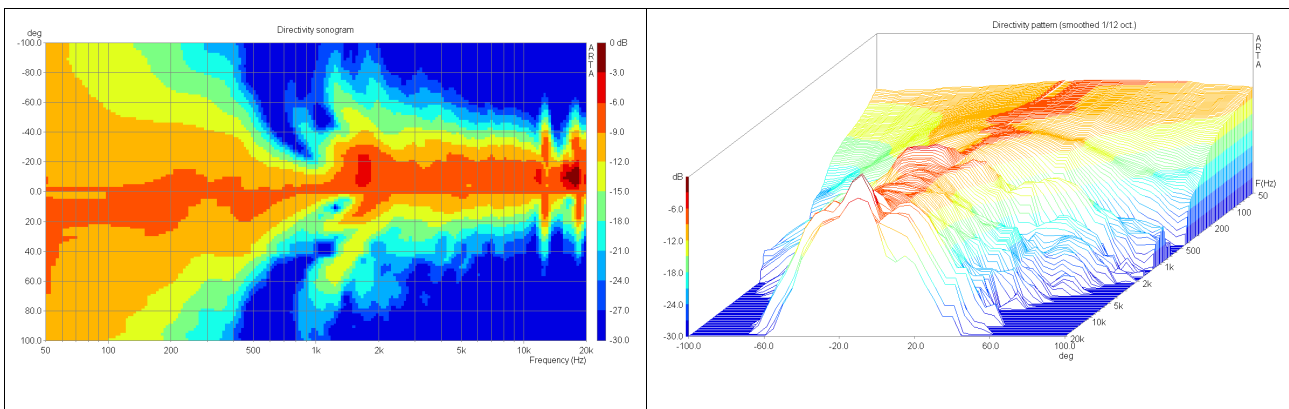 Directivity sonogram
deg
-100.0
-80.0
-60.0
-40.0
-20.0
0.0
20.0
40.0
60.0
80.0
100.0
50 100 200 500 1k 2k 5k 10k 20k
Frequency (Hz)
0 dB
-3.0
-6.0
-9.0
-12.0
-15.0
-18.0
-21.0
-24.0
-27.0
-30.0
A
R
T
A
Directivity pattern (smoothed 1/12 oct.)
A
R
T
A
dB
-6.0
-12.0
-18.0
-24.0
-30.0
-100.0 -60.0 -20.0 20.0 60.0 100.0
deg
F(Hz)
50
100
200
500
1k
2k
5k
10k
20k